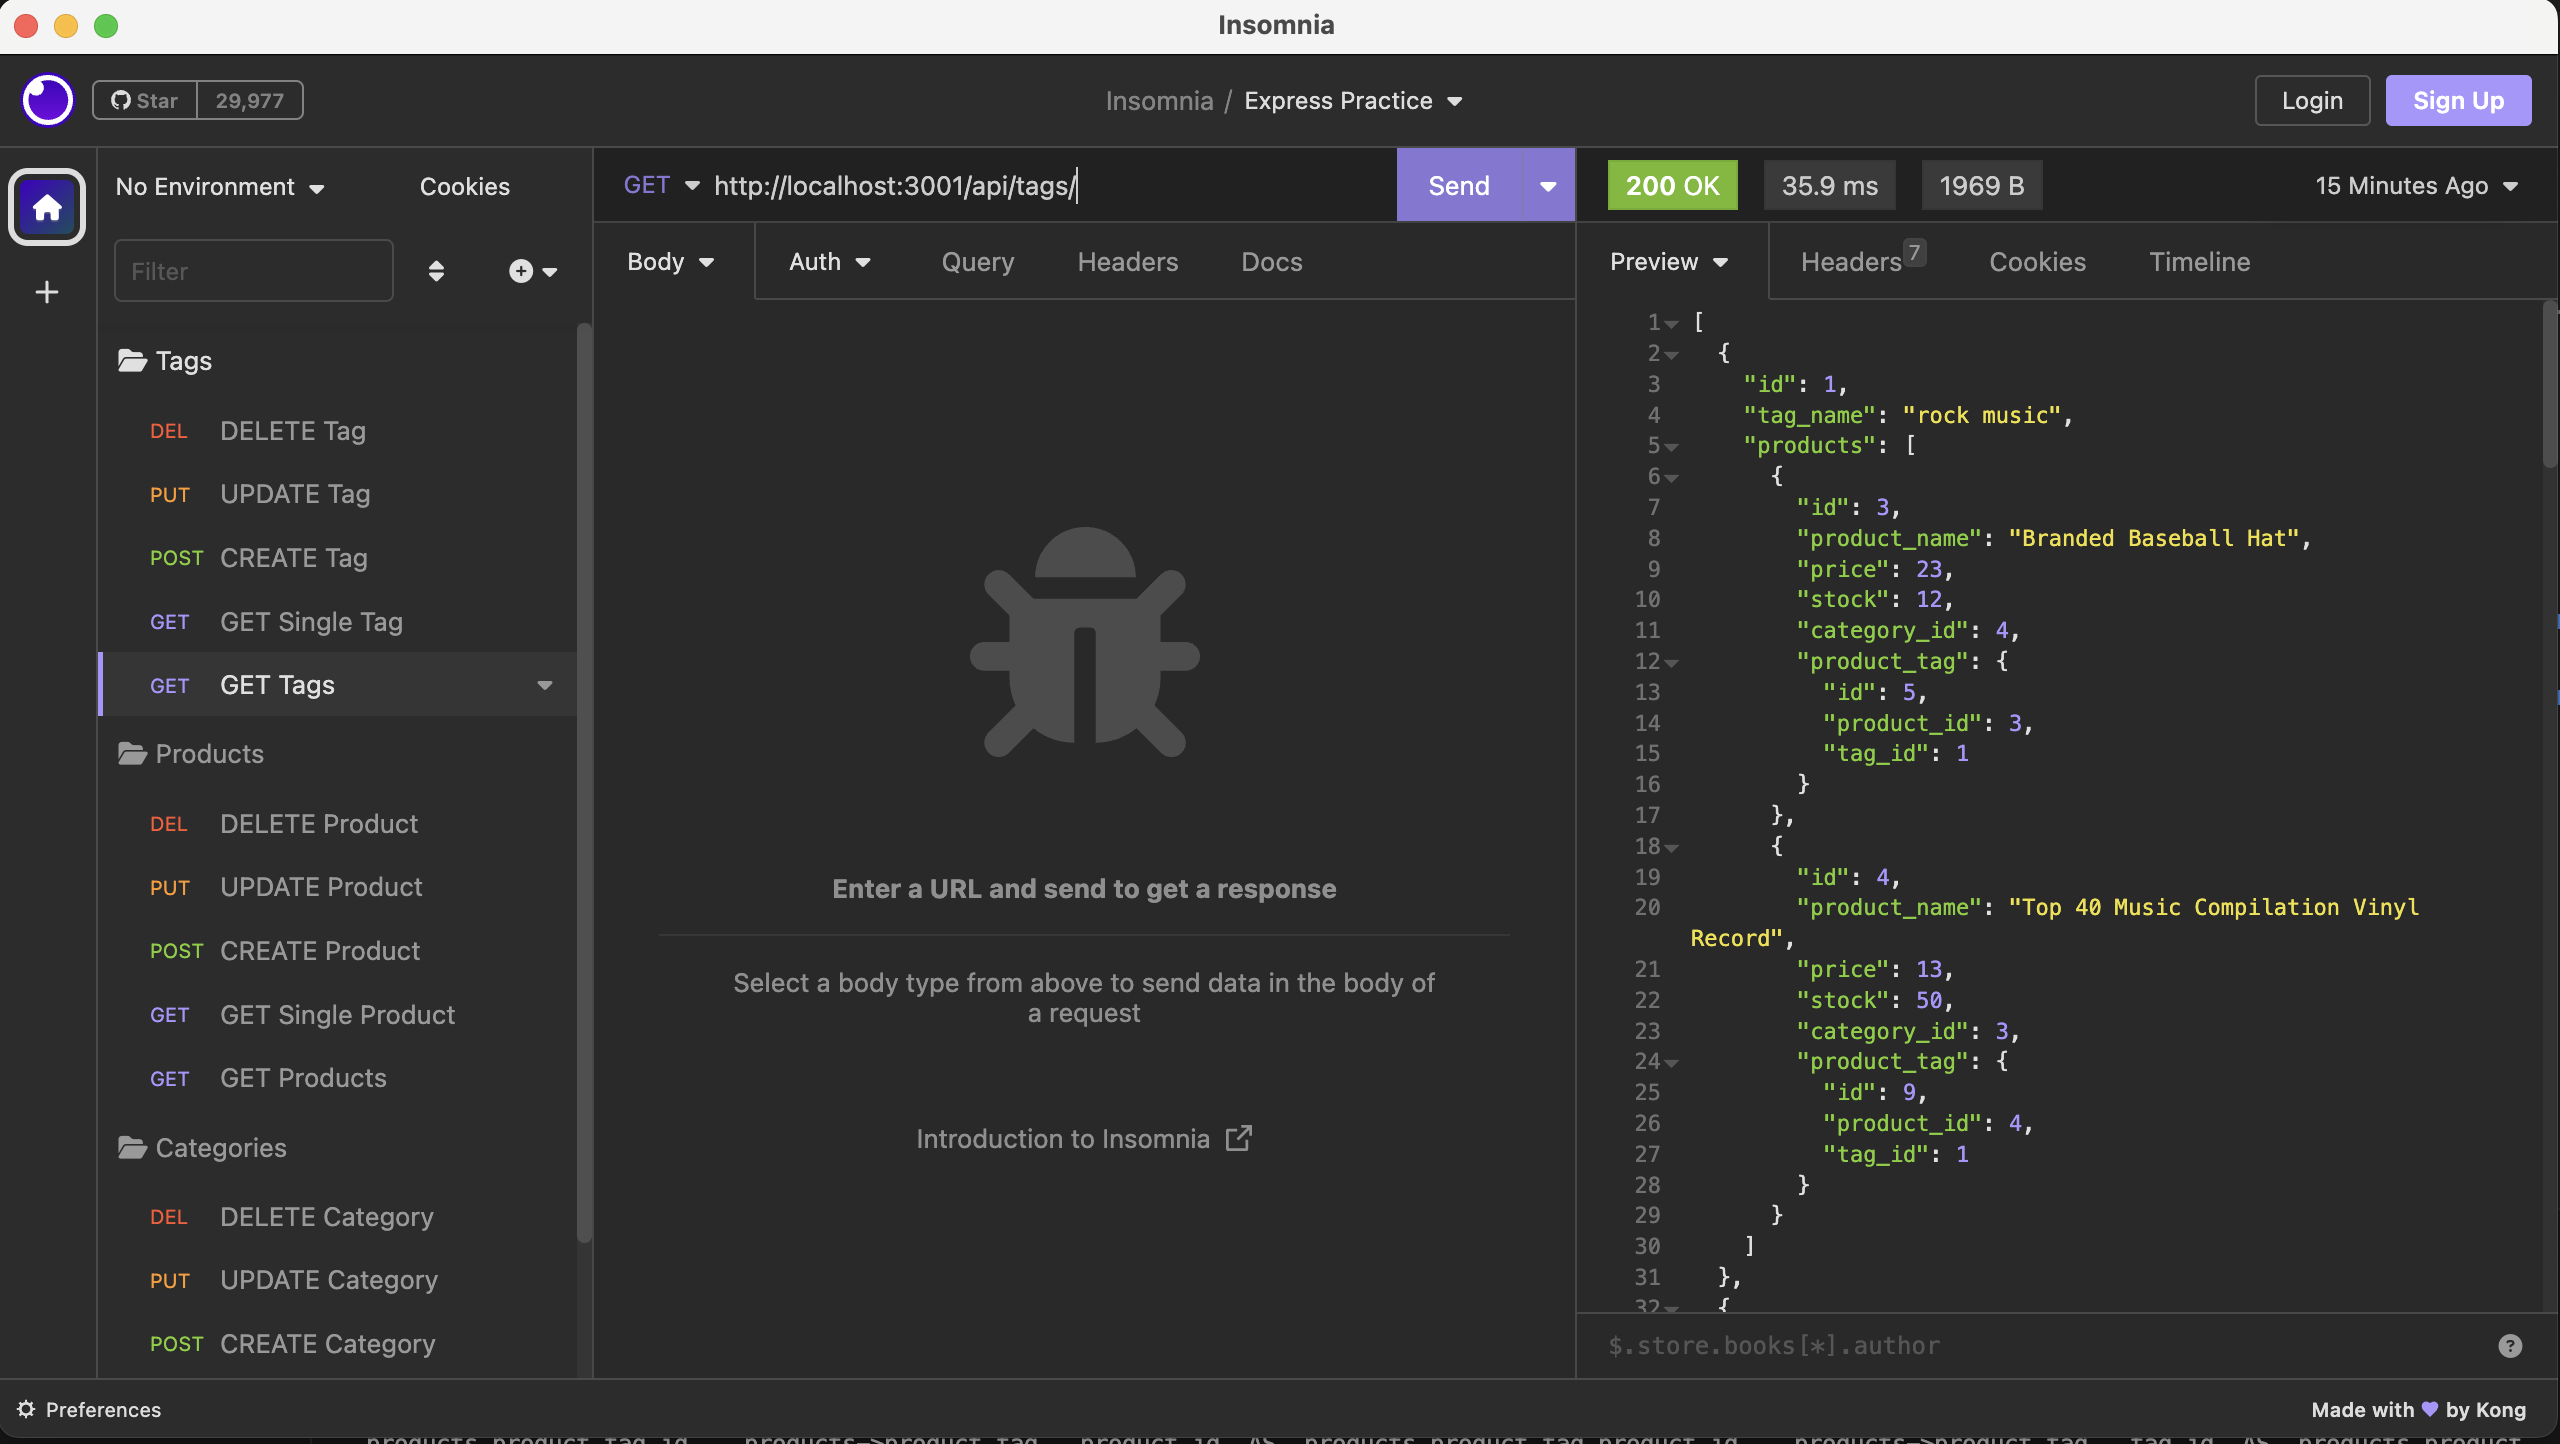 Insomnia
Star 29,977
Insomnia / Express Practice
Login
Sign Up
No Environment
Cookies
Filter
Tags
DEL DELETE Tag
PUT UPDATE Tag
POST CREATE Tag
GET GET Single Tag
GET GET Tags
Products
DEL DELETE Product
PUT UPDATE Product
POST CREATE Product
GET GET Single Product
GET GET Products
Categories
DEL DELETE Category
PUT UPDATE Category
POST CREATE Category
GET http://localhost:3001/api/tags/
Send
Body Auth Query Headers Docs
Enter a URL and send to get a response
Select a body type from above to send data in the body of
a request
Introduction to Insomnia
200 OK 35.9 ms 1969 B 15 Minutes Ago
Preview Headers 7 Cookies Timeline
1 [
2 {
3 "id": 1,
4 "tag_name": "rock music",
5 "products": [
6 {
7 "id": 3,
8 "product_name": "Branded Baseball Hat",
9 "price": 23,
10 "stock": 12,
11 "category_id": 4,
12 "product_tag": {
13 "id": 5,
14 "product_id": 3,
15 "tag_id": 1
16 }
17 },
18 {
19 "id": 4,
20 "product_name": "Top 40 Music Compilation Vinyl
Record",
21 "price": 13,
22 "stock": 50,
23 "category_id": 3,
24 "product_tag": {
25 "id": 9,
26 "product_id": 4,
27 "tag_id": 1
28 }
29 }
30 ]
31 },
32 {
$.store.books[*].author
?
Preferences
Made with by Kong